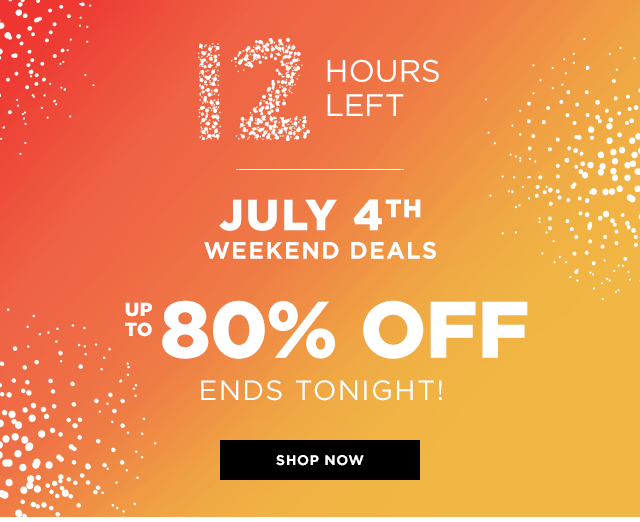 12 HOURS
LEFT
JULY 4TH
WEEKEND DEALS
UP
TO
80% OFF
ENDS TONIGHT!
SHOP NOW